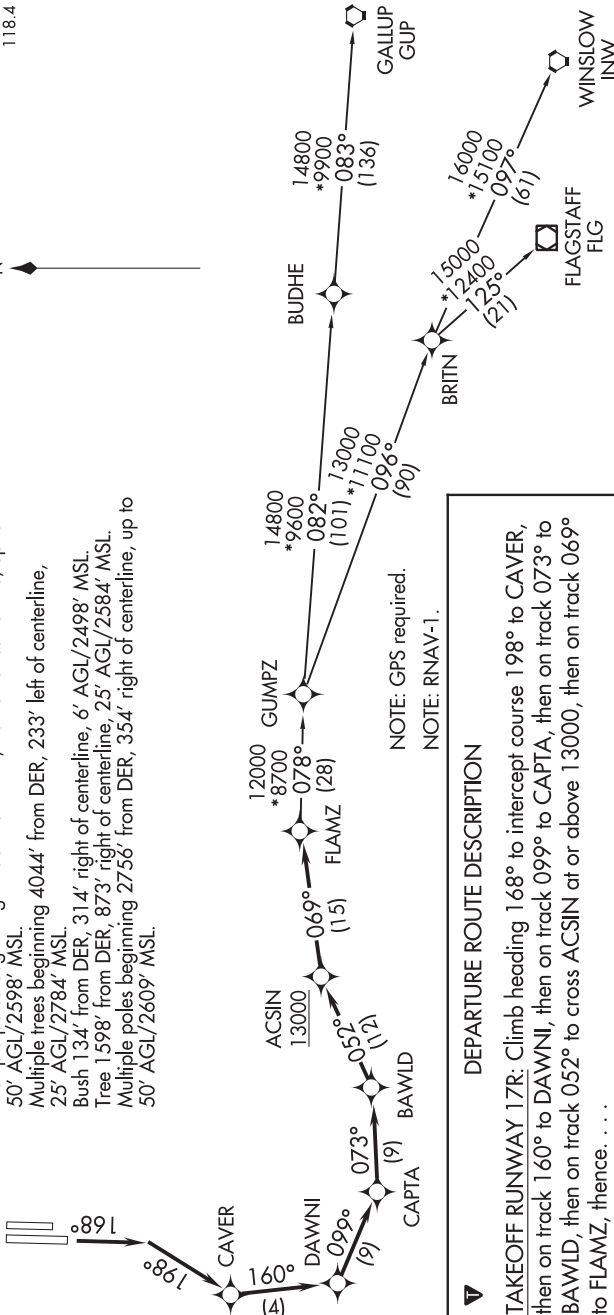 118.4
N
50' AGL/2598' MSL.
Multiple trees beginning 4044' from DER, 233' left of centerline,
25' AGL/2784' MSL.
Bush 134' from DER, 314' right of centerline, 6' AGL/2498' MSL.
Tree 1598' from DER, 873' right of centerline, 25' AGL/2584' MSL.
Multiple poles beginning 2756' from DER, 354' right of centerline, up to
50' AGL/2609' MSL.
168°
198°
CAVER
160°
(4)
DAWNI
099°
(9)
CAPTA
073°
(9)
BAWLD
052°
(12)
ACSIN
13000
069°
(15)
FLAMZ
12000
*8700
078°
(28)
GUMPZ
14800
*9600
082°
(101)
BUDHE
14800
*9900
083°
(136)
GALLUP
GUP
13000
*11100
096°
(90)
BRITN
15000
*12400
125°
(21)
FLAGSTAFF
FLG
16000
*15100
097°
(61)
WINSLOW
INW
NOTE: GPS required.
NOTE: RNAV-1.
T
DEPARTURE ROUTE DESCRIPTION
TAKEOFF RUNWAY 17R: Climb heading 168° to intercept course 198° to CAVER,
then on track 160° to DAWNI, then on track 099° to CAPTA, then on track 073° to
BAWLD, then on track 052° to cross ACSIN at or above 13000, then on track 069°
to FLAMZ, thence. . . .